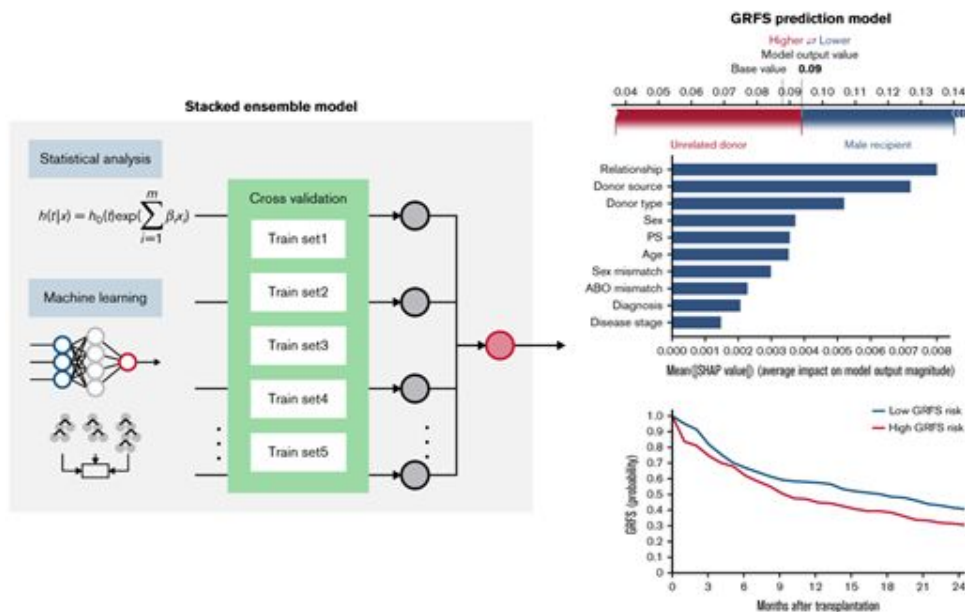 Stacked ensemble model
Statistical analysis
h(t|x) = h₀(t)exp(∑ᵢ₌₁ᵐ βᵢxᵢ)
Machine learning
Cross validation
Train set1
Train set2
Train set3
Train set4
Train set5
GRFS prediction model
Higher ⇄ Lower
Model output value
Base value 0.09
0.04 0.05 0.06 0.07 0.08 0.09 0.10 0.11 0.12 0.13 0.14
Unrelated donor Male recipient
Relationship
Donor source
Donor type
Sex
PS
Age
Sex mismatch
ABO mismatch
Diagnosis
Disease stage
0.000 0.001 0.002 0.003 0.004 0.005 0.006 0.007 0.008
Mean(|SHAP value|) (average impact on model output magnitude)
Low GRFS risk
High GRFS risk
GRFS (probability)
1.0
0.9
0.8
0.7
0.6
0.5
0.4
0.3
0.2
0.1
0
0 3 6 9 12 15 18 21 24
Months after transplantation